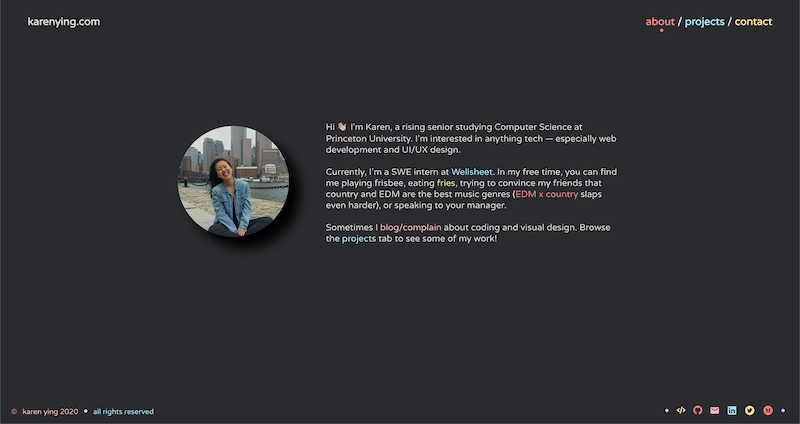 karenying.com
about / projects / contact
Hi 👋🏼 I'm Karen, a rising senior studying Computer Science at
Princeton University. I'm interested in anything tech — especially web
development and UI/UX design.
Currently, I'm a SWE intern at Wellsheet. In my free time, you can find
me playing frisbee, eating fries, trying to convince my friends that
country and EDM are the best music genres (EDM x country slaps
even harder), or speaking to your manager.
Sometimes I blog/complain about coding and visual design. Browse
the projects tab to see some of my work!
© karen ying 2020 • all rights reserved